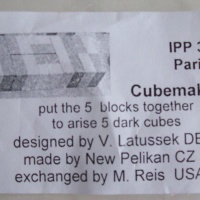 IPP 3
Pari
Cubemak
put the 5 blocks together
to arise 5 dark cubes
designed by V. Latussek DE
made by New Pelikan CZ
exchanged by M. Reis USA